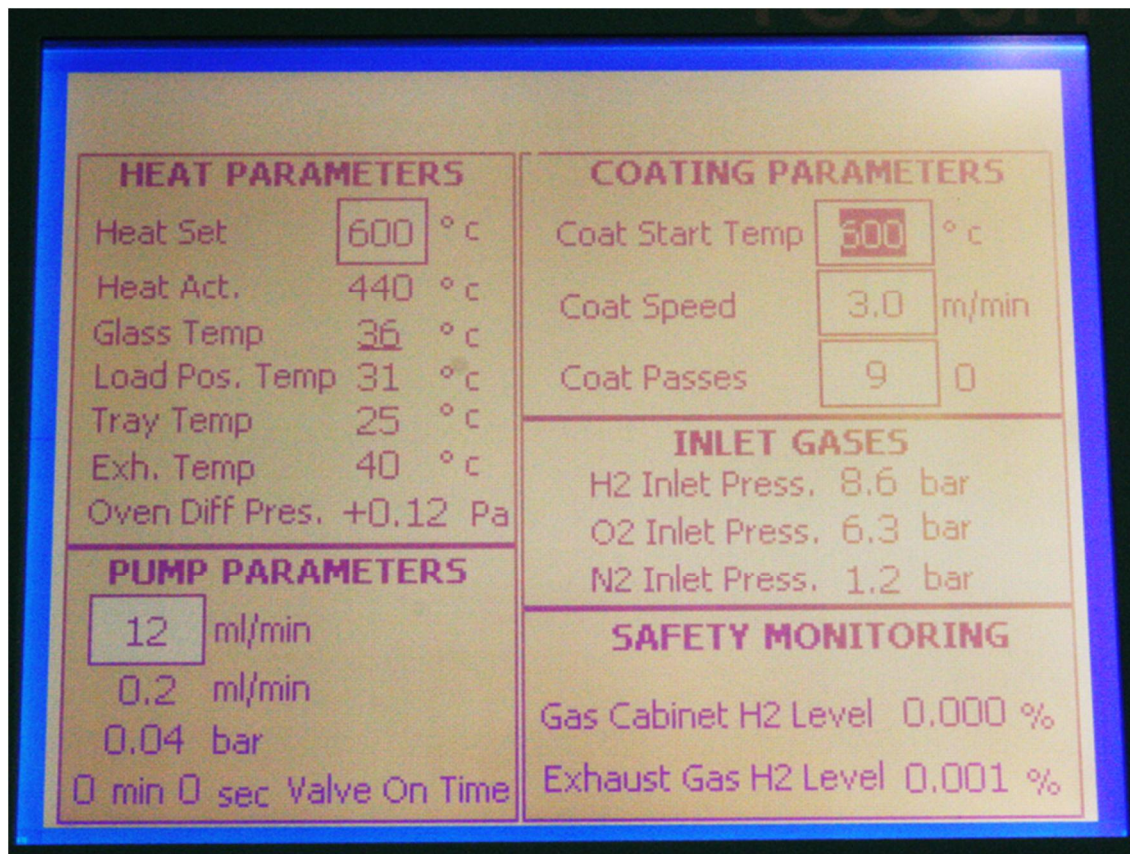 HEAT PARAMETERS
Heat Set 600 °c
Heat Act. 440 °c
Glass Temp 36 °c
Load Pos. Temp 31 °c
Tray Temp 25 °c
Exh. Temp 40 °c
Oven Diff Pres. +0.12 Pa
PUMP PARAMETERS
12 ml/min
0.2 ml/min
0.04 bar
0 min 0 sec Valve On Time
COATING PARAMETERS
Coat Start Temp °c
Coat Speed 3.0 m/min
Coat Passes 9 0
INLET GASES
H2 Inlet Press. 8.6 bar
O2 Inlet Press. 6.3 bar
N2 Inlet Press. 1.2 bar
SAFETY MONITORING
Gas Cabinet H2 Level 0.000 %
Exhaust Gas H2 Level 0.001 %